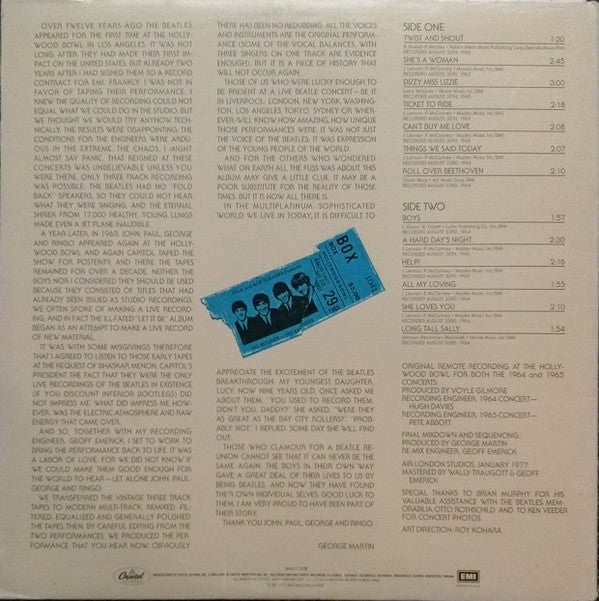 OVER TWELVE YEARS AGO THE BEATLES
APPEARED FOR THE FIRST TIME AT THE HOLLY-
WOOD BOWL IN LOS ANGELES. IT WAS NOT
LONG AFTER THEY HAD MADE THEIR FIRST IM-
PACT ON THE UNITED STATES, BUT ALREADY TWO
YEARS AFTER I HAD SIGNED THEM TO A RECORD
CONTRACT FOR EMI. FRANKLY, I WAS NOT IN
FAVOR OF TAPING THEIR PERFORMANCE. I
KNEW THE QUALITY OF RECORDING COULD NOT
EQUAL WHAT WE COULD DO IN THE STUDIO, BUT
WE THOUGHT WE WOULD TRY ANYHOW. TECH-
NICALLY, THE RESULTS WERE DISAPPOINTING; THE
CONDITIONS FOR THE ENGINEERS WERE ARDU-
OUS IN THE EXTREME. THE CHAOS, I MIGHT
ALMOST SAY PANIC, THAT REIGNED AT THESE
CONCERTS WAS UNBELIEVABLE UNLESS YOU
WERE THERE. ONLY THREE TRACK RECORDING
WAS POSSIBLE; THE BEATLES HAD NO "FOLD
BACK" SPEAKERS, SO THEY COULD NOT HEAR
WHAT THEY WERE SINGING, AND THE ETERNAL
SHRIEK FROM 17,000 HEALTHY, YOUNG LUNGS
MADE EVEN A JET PLANE INAUDIBLE.
A YEAR LATER, IN 1965, JOHN, PAUL, GEORGE,
AND RINGO APPEARED AGAIN AT THE HOLLY-
WOOD BOWL, AND AGAIN CAPITOL TAPED THE
SHOW FOR POSTERITY, AND THERE THE TAPES
REMAINED FOR OVER A DECADE. NEITHER THE
BOYS NOR I CONSIDERED THEY SHOULD BE USED
BECAUSE THEY CONSISTED OF TITLES THAT HAD
ALREADY BEEN ISSUED AS STUDIO RECORDINGS.
WE OFTEN SPOKE OF MAKING A LIVE RECORD-
ING, AND IN FACT THE ILL-FATED "LET IT BE" ALBUM
BEGAN AS AN ATTEMPT TO MAKE A LIVE RECORD
OF NEW MATERIAL.
IT WAS WITH SOME MISGIVINGS THEREFORE
THAT I AGREED TO LISTEN TO THOSE EARLY TAPES
AT THE REQUEST OF BHASKAR MENON, CAPITOL'S
PRESIDENT. THE FACT THAT THEY WERE THE ONLY
LIVE RECORDINGS OF THE BEATLES IN EXISTENCE
(IF YOU DISCOUNT INFERIOR BOOTLEGS) DID
NOT IMPRESS ME. WHAT DID IMPRESS ME, HOW-
EVER, WAS THE ELECTRIC ATMOSPHERE AND RAW
ENERGY THAT CAME OVER.
AND SO, TOGETHER WITH MY RECORDING
ENGINEER, GEOFF EMERICK, I SET TO WORK TO
BRING THE PERFORMANCE BACK TO LIFE. IT WAS
A LABOR OF LOVE, FOR WE DID NOT KNOW IF
WE COULD MAKE THEM GOOD ENOUGH FOR
THE WORLD TO HEAR — LET ALONE JOHN, PAUL,
GEORGE, AND RINGO.
WE TRANSFERRED THE VINTAGE THREE TRACK
TAPES TO MODERN MULTI-TRACK, REMIXED, FIL-
TERED, EQUALIZED AND GENERALLY POLISHED
THE TAPES. THEN, BY CAREFUL EDITING FROM THE
TWO PERFORMANCES, WE PRODUCED THE PER-
FORMANCE THAT YOU HEAR NOW. OBVIOUSLY,
THERE HAS BEEN NO REDUBBING. ALL THE VOICES
AND INSTRUMENTS ARE THE ORIGINAL PERFOR-
MANCE (SOME OF THE VOCAL BALANCES, WITH
THREE SINGERS ON ONE TRACK ARE EVIDENCE
ENOUGH). BUT IT IS A PIECE OF HISTORY THAT
WILL NOT OCCUR AGAIN.
THOSE OF US WHO WERE LUCKY ENOUGH TO
BE PRESENT AT A LIVE BEATLE CONCERT—BE IT
IN LIVERPOOL, LONDON, NEW YORK, WASHING-
TON, LOS ANGELES, TOKYO, SYDNEY OR WHER-
EVER—WILL KNOW HOW AMAZING, HOW UNIQUE
THOSE PERFORMANCES WERE. IT WAS NOT JUST
THE VOICE OF THE BEATLES: IT WAS EXPRESSION
OF THE YOUNG PEOPLE OF THE WORLD.
AND FOR THE OTHERS WHO WONDERED
WHAT ON EARTH ALL THE FUSS WAS ABOUT, THIS
ALBUM MAY GIVE A LITTLE CLUE. IT MAY BE A
POOR SUBSTITUTE FOR THE REALITY OF THOSE
TIMES, BUT IT IS NOW ALL THERE IS.
IN THE MULTIPLATINUM, SOPHISTICATED
WORLD WE LIVE IN TODAY, IT IS DIFFICULT TO
BOX
29
APPRECIATE THE EXCITEMENT OF THE BEATLES
BREAKTHROUGH. MY YOUNGEST DAUGHTER,
LUCY, NOW NINE YEARS OLD, ONCE ASKED ME
ABOUT THEM, "YOU USED TO RECORD THEM,
DIDN'T YOU, DADDY?" SHE ASKED, "WERE THEY
AS GREAT AS THE BAY CITY ROLLERS?" "PROB-
ABLY NOT," I REPLIED. SOME DAY SHE WILL FIND
OUT.
THOSE WHO CLAMOUR FOR A BEATLE RE-
UNION CANNOT SEE THAT IT CAN NEVER BE
THE SAME AGAIN. THE BOYS IN THEIR OWN WAY
GAVE A GREAT DEAL OF THEIR LIVES TO US BY
BEING BEATLES, AND NOW THEY HAVE FOUND
THEIR OWN INDIVIDUAL SELVES. GOOD LUCK TO
THEM. I AM VERY PROUD TO HAVE BEEN PART OF
THEIR STORY.
THANK YOU JOHN, PAUL, GEORGE AND RINGO.
GEORGE MARTIN
SIDE ONE
TWIST AND SHOUT 1:20
RECORDED AUGUST 30TH, 1965
SHE'S A WOMAN 2:45
RECORDED AUGUST 30TH, 1965
DIZZY MISS LIZZIE 3:00
TICKET TO RIDE 2:18
CAN'T BUY ME LOVE 2:08
THINGS WE SAID TODAY 2:07
ROLL OVER BEETHOVEN 2:10
SIDE TWO
BOYS 1:57
A HARD DAY'S NIGHT 2:30
HELP! 2:16
ALL MY LOVING 1:55
SHE LOVES YOU 2:10
LONG TALL SALLY 1:54
ORIGINAL REMOTE RECORDING AT THE HOLLY-
WOOD BOWL FOR BOTH THE 1964 AND 1965
CONCERTS:
PRODUCED BY VOYLE GILMORE
RECORDING ENGINEER, 1964 CONCERT—
HUGH DAVIES
RECORDING ENGINEER, 1965 CONCERT—
PETE ABBOTT
FINAL MIXDOWN AND SEQUENCING:
PRODUCED BY GEORGE MARTIN
RE-MIX ENGINEER, GEOFF EMERICK
AIR LONDON STUDIOS, JANUARY 1977
MASTERED BY WALLY TRAUGOTT & GEOFF
EMERICK
SPECIAL THANKS TO BRIAN MURPHY FOR HIS
VALUABLE ASSISTANCE WITH THE BEATLES MEM-
ORABILIA, OTTO ROTHSCHILD AND TO KEN VEEDER
FOR CONCERT PHOTOS
ART DIRECTION: ROY KOHARA
Capitol
EMI